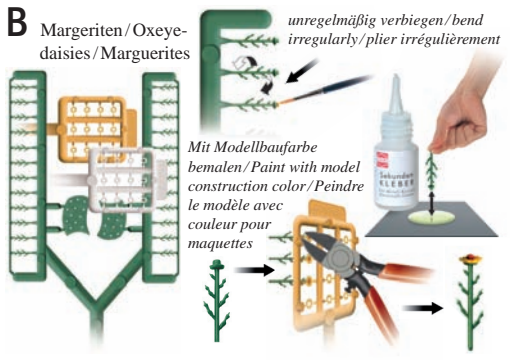 B
Margeriten/Oxeye-
daisies/Marguerites
unregelmäßig verbiegen/bend
irregularly/plier irrégulièrement
Mit Modellbaufarbe
bemalen/Paint with model
construction color/Peindre
le modèle avec
couleur pour
maquettes
Sekunden
KLEBER